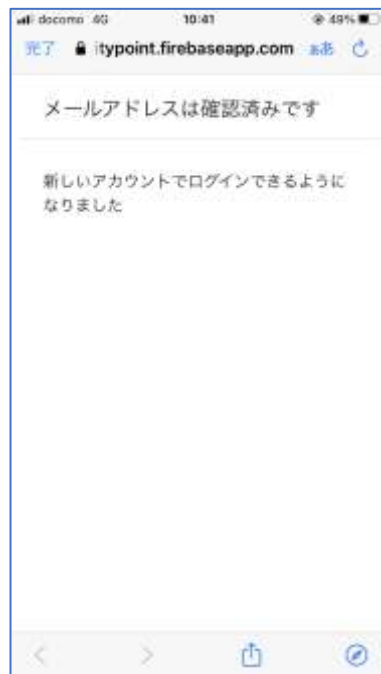 docomo 4G 10:41 49%
完了 itypoint.firebaseapp.com ぁあ
メールアドレスは確認済みです
新しいアカウントでログインできるように
なりました